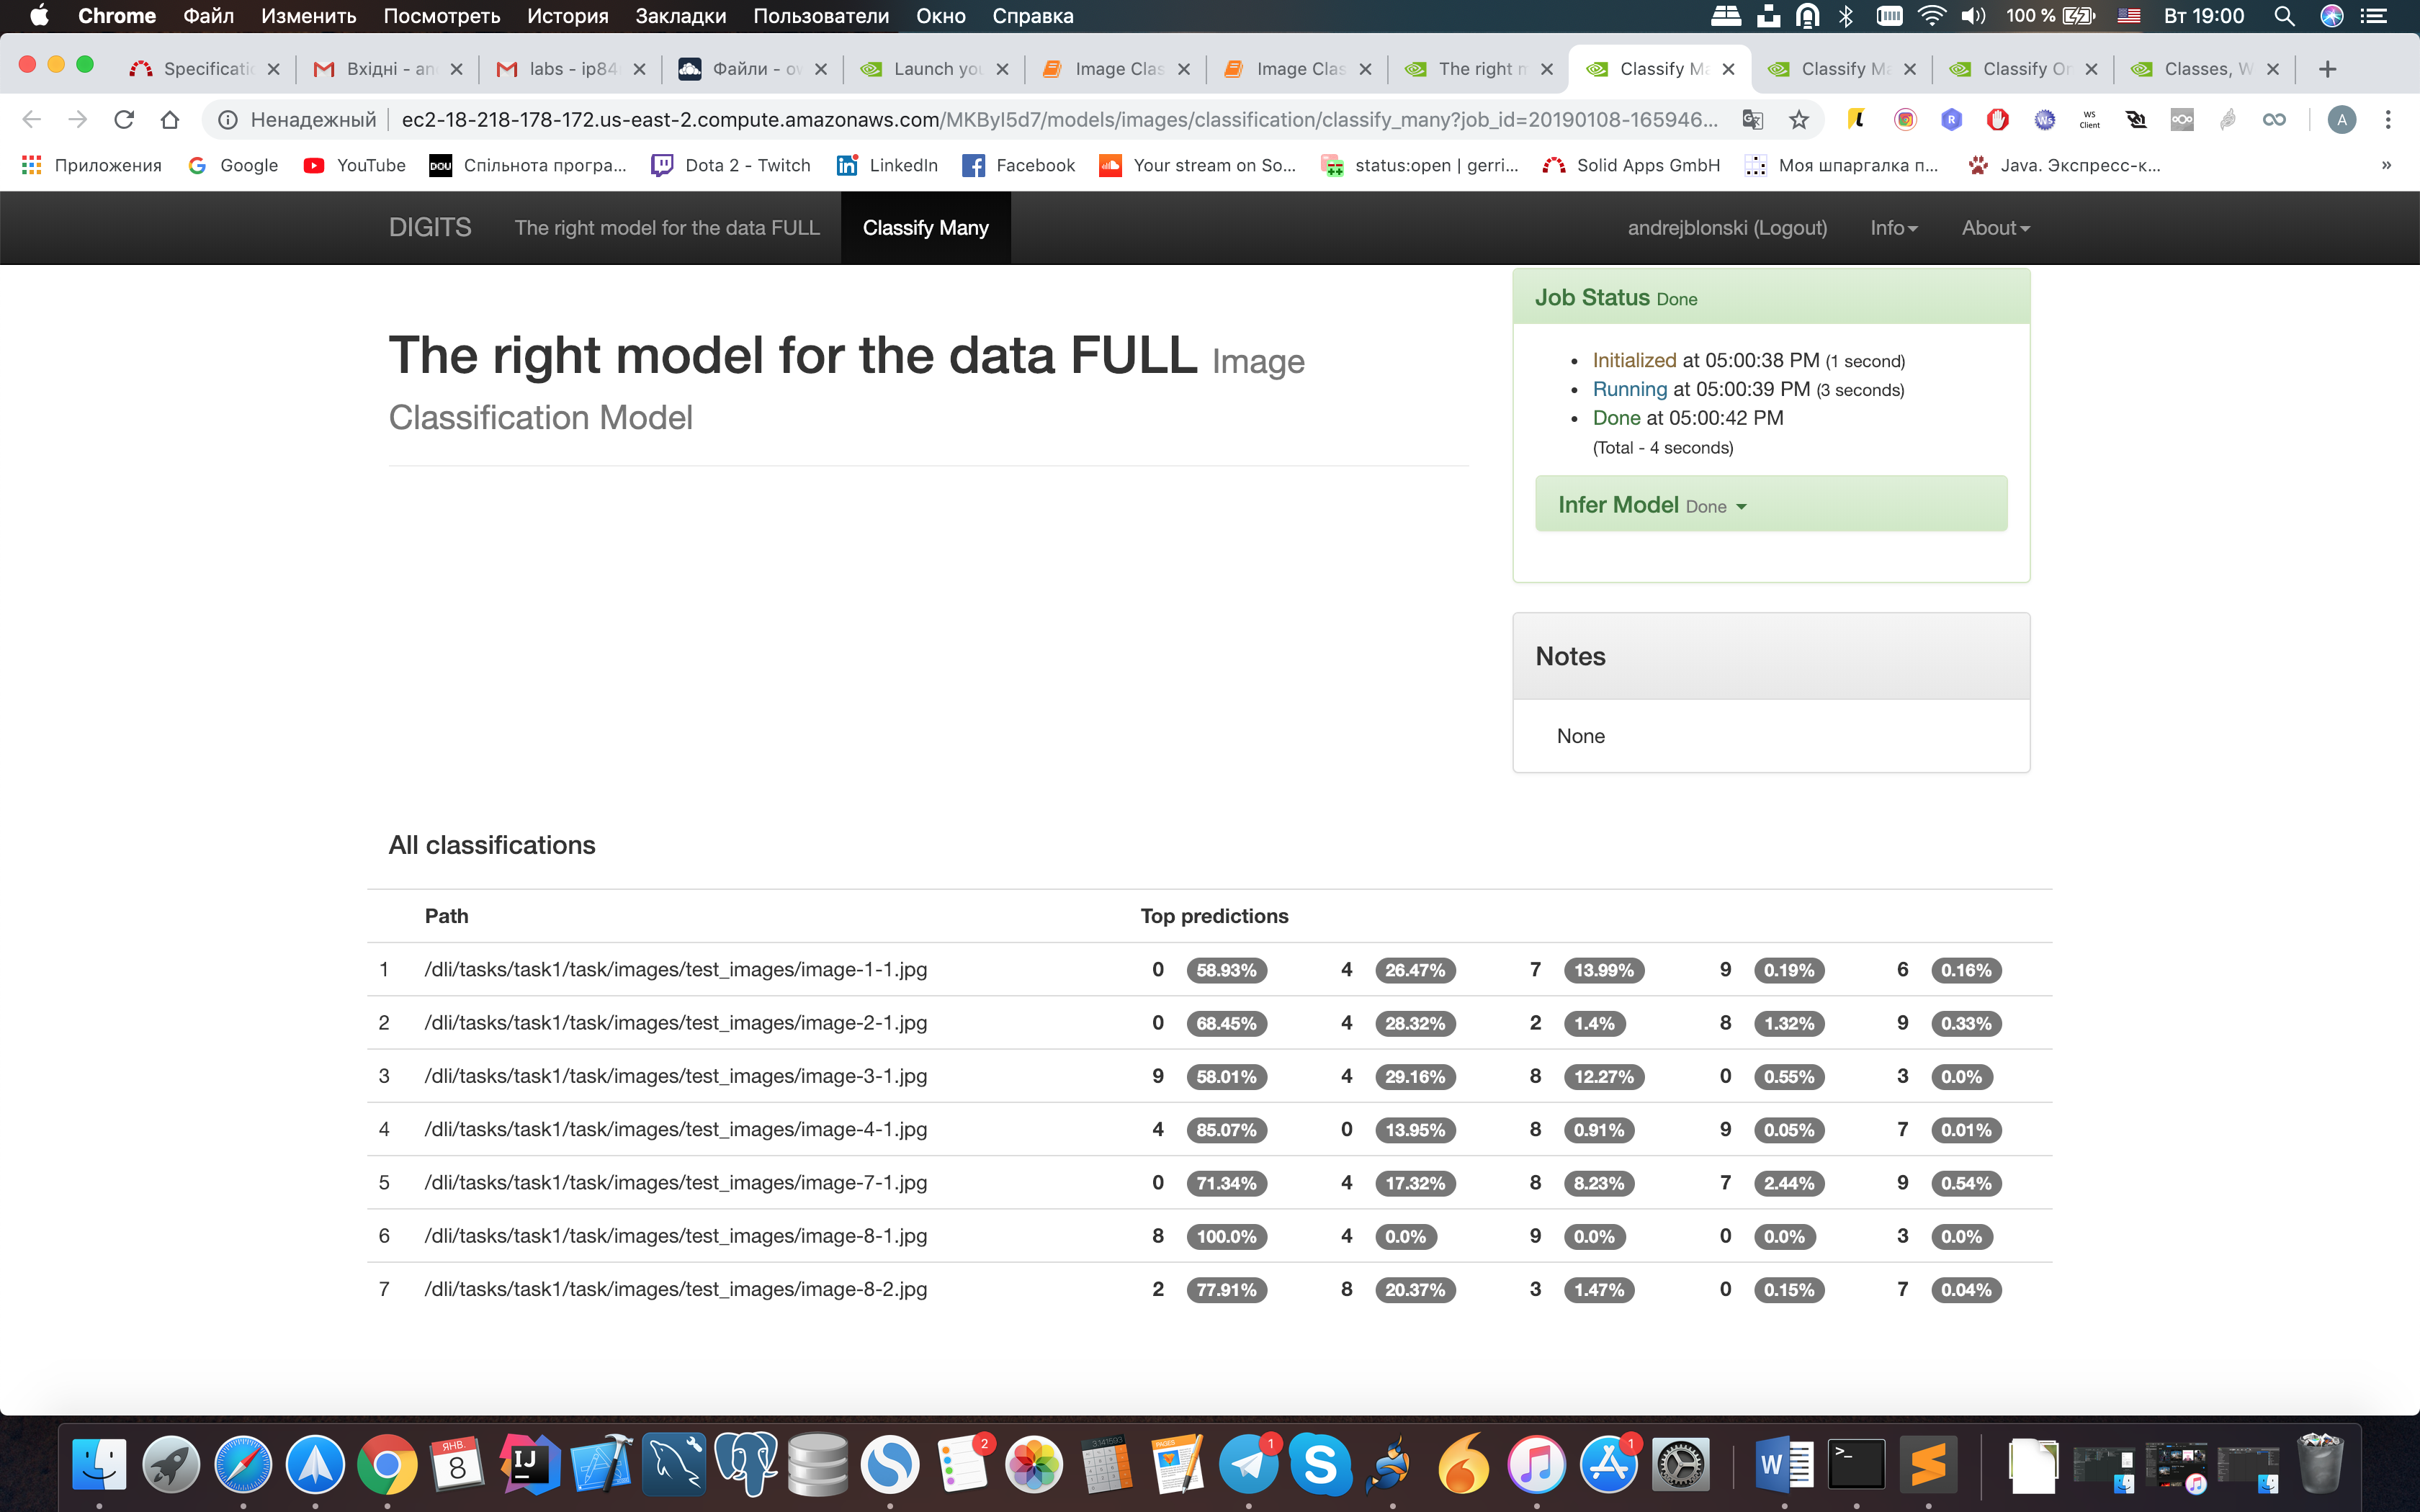 Chrome Файл Изменить Посмотреть История Закладки Пользователи Окно Справка 100 % Вт 19:00
Specificatic Вхідні - an labs - ip84 Файли - ov Launch you Image Clas Image Clas The right m Classify Ma Classify Ma Classify On Classes, W
Ненадежный ec2-18-218-178-172.us-east-2.compute.amazonaws.com/MKByI5d7/models/images/classification/classify_many?job_id=20190108-165946... WS Client A
Приложения Google YouTube DOU Спільнота програ... Dota 2 - Twitch LinkedIn Facebook Your stream on So... status:open | gerri... Solid Apps GmbH Моя шпаргалка п... Java. Экспресс-к... »
DIGITS The right model for the data FULL Classify Many andrejblonski (Logout) Info About
Job Status Done
Initialized at 05:00:38 PM (1 second)
Running at 05:00:39 PM (3 seconds)
Done at 05:00:42 PM
(Total - 4 seconds)
Infer Model Done
The right model for the data FULL Image
Classification Model
Notes
None
All classifications
Path Top predictions
1 /dli/tasks/task1/task/images/test_images/image-1-1.jpg 0 58.93% 4 26.47% 7 13.99% 9 0.19% 6 0.16%
2 /dli/tasks/task1/task/images/test_images/image-2-1.jpg 0 68.45% 4 28.32% 2 1.4% 8 1.32% 9 0.33%
3 /dli/tasks/task1/task/images/test_images/image-3-1.jpg 9 58.01% 4 29.16% 8 12.27% 0 0.55% 3 0.0%
4 /dli/tasks/task1/task/images/test_images/image-4-1.jpg 4 85.07% 0 13.95% 8 0.91% 9 0.05% 7 0.01%
5 /dli/tasks/task1/task/images/test_images/image-7-1.jpg 0 71.34% 4 17.32% 8 8.23% 7 2.44% 9 0.54%
6 /dli/tasks/task1/task/images/test_images/image-8-1.jpg 8 100.0% 4 0.0% 9 0.0% 0 0.0% 3 0.0%
7 /dli/tasks/task1/task/images/test_images/image-8-2.jpg 2 77.91% 8 20.37% 3 1.47% 0 0.15% 7 0.04%
ЯНВ. 8 IJ 2 3.141593 PAGES 1 S 1 W >_